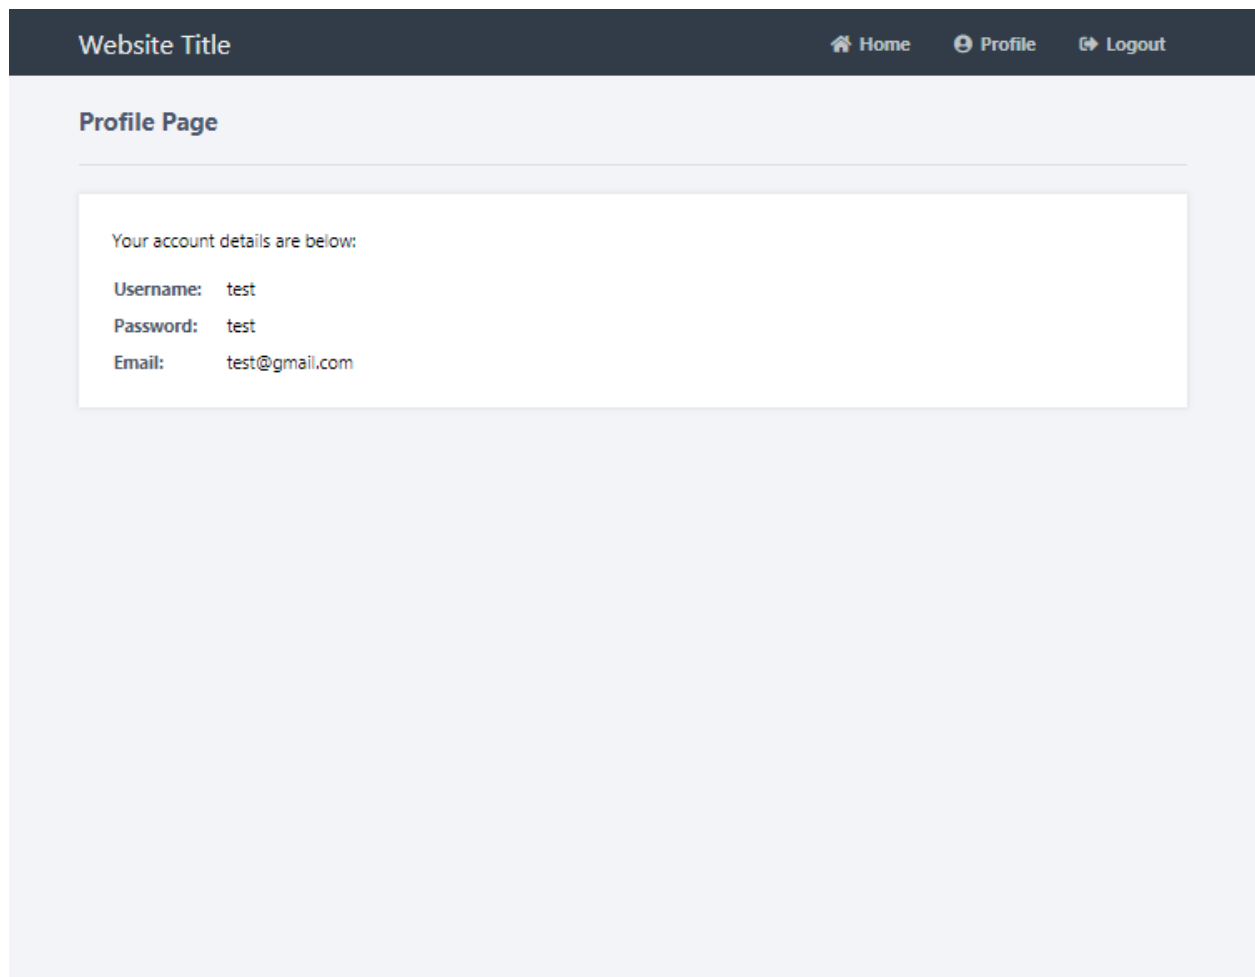 Website Title Home Profile Logout
Profile Page
Your account details are below:
Username: test
Password: test
Email: test@gmail.com